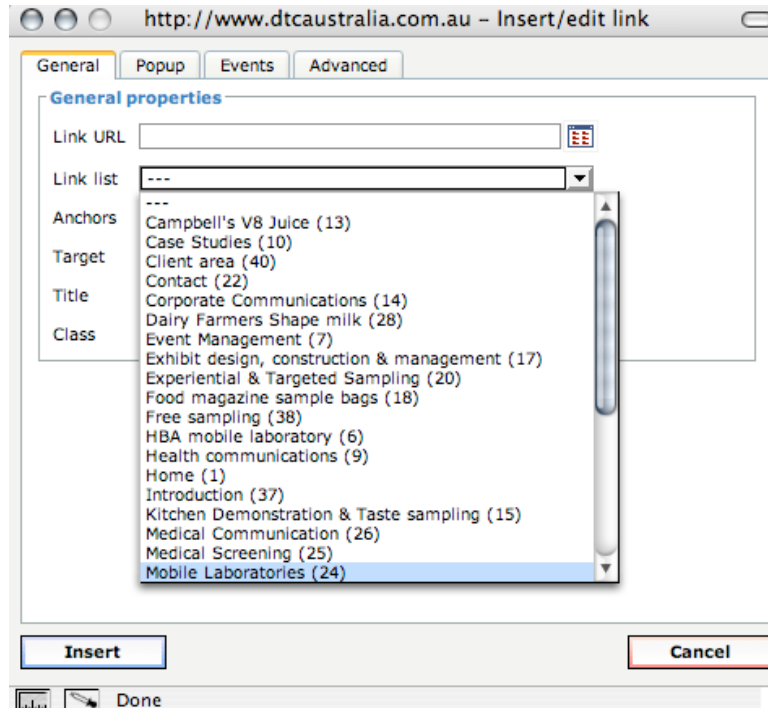 http://www.dtcaustralia.com.au – Insert/edit link
General Popup Events Advanced
General properties
Link URL
Link list ---
Anchors
Target
Title
Class
---
Campbell's V8 Juice (13)
Case Studies (10)
Client area (40)
Contact (22)
Corporate Communications (14)
Dairy Farmers Shape milk (28)
Event Management (7)
Exhibit design, construction & management (17)
Experiential & Targeted Sampling (20)
Food magazine sample bags (18)
Free sampling (38)
HBA mobile laboratory (6)
Health communications (9)
Home (1)
Introduction (37)
Kitchen Demonstration & Taste sampling (15)
Medical Communication (26)
Medical Screening (25)
Mobile Laboratories (24)
Insert Cancel
Done